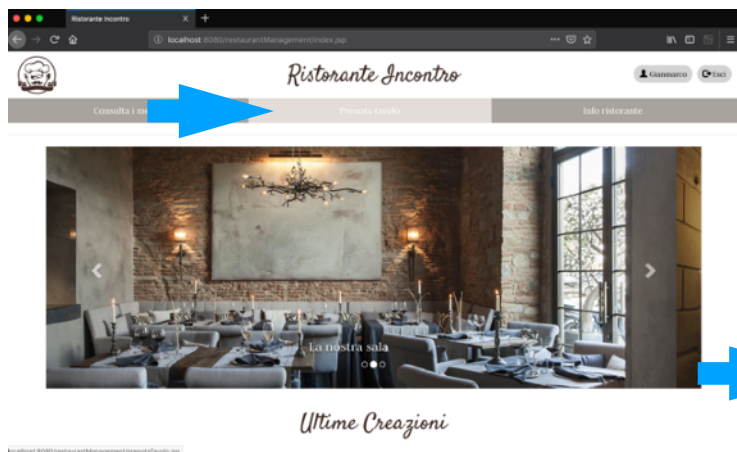 Ristorante Incontro
localhost:8080/restaurantManagement/index.jsp
Ristorante Incontro
Gianmarco
Esci
Consulta i m
Prenota tavolo
Info ristorante
La nostra sala
Ultime Creazioni